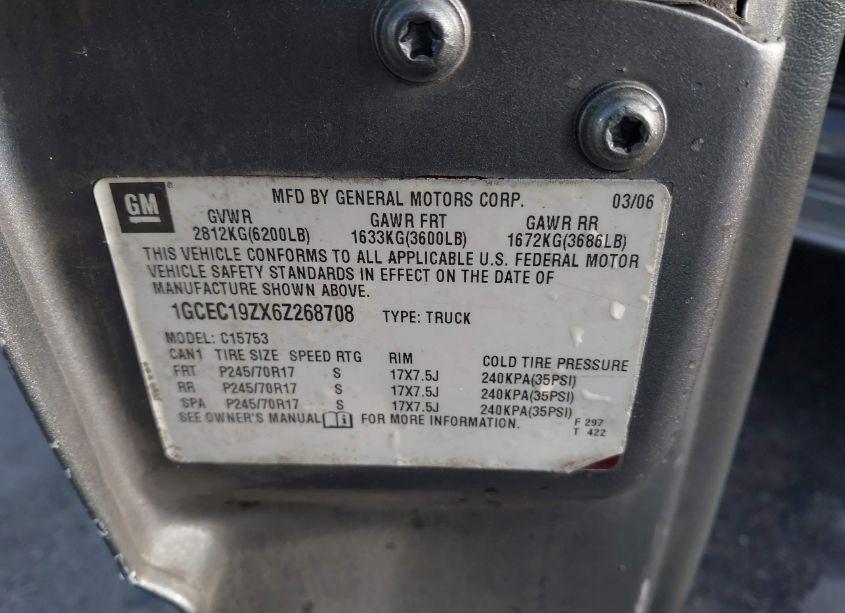 GM
MFD BY GENERAL MOTORS CORP. 03/06
GVWR GAWR FRT GAWR RR
2812KG(6200LB) 1633KG(3600LB) 1672KG(3686LB)
THIS VEHICLE CONFORMS TO ALL APPLICABLE U.S. FEDERAL MOTOR
VEHICLE SAFETY STANDARDS IN EFFECT ON THE DATE OF
MANUFACTURE SHOWN ABOVE.
1GCEC19ZX6Z268708 TYPE: TRUCK
MODEL: C15753
CAN1 TIRE SIZE SPEED RTG RIM COLD TIRE PRESSURE
FRT P245/70R17 S 17X7.5J 240KPA(35PSI)
RR P245/70R17 S 17X7.5J 240KPA(35PSI)
SPA P245/70R17 S 17X7.5J 240KPA(35PSI)
SEE OWNER'S MANUAL FOR MORE INFORMATION.
F 297
T 422